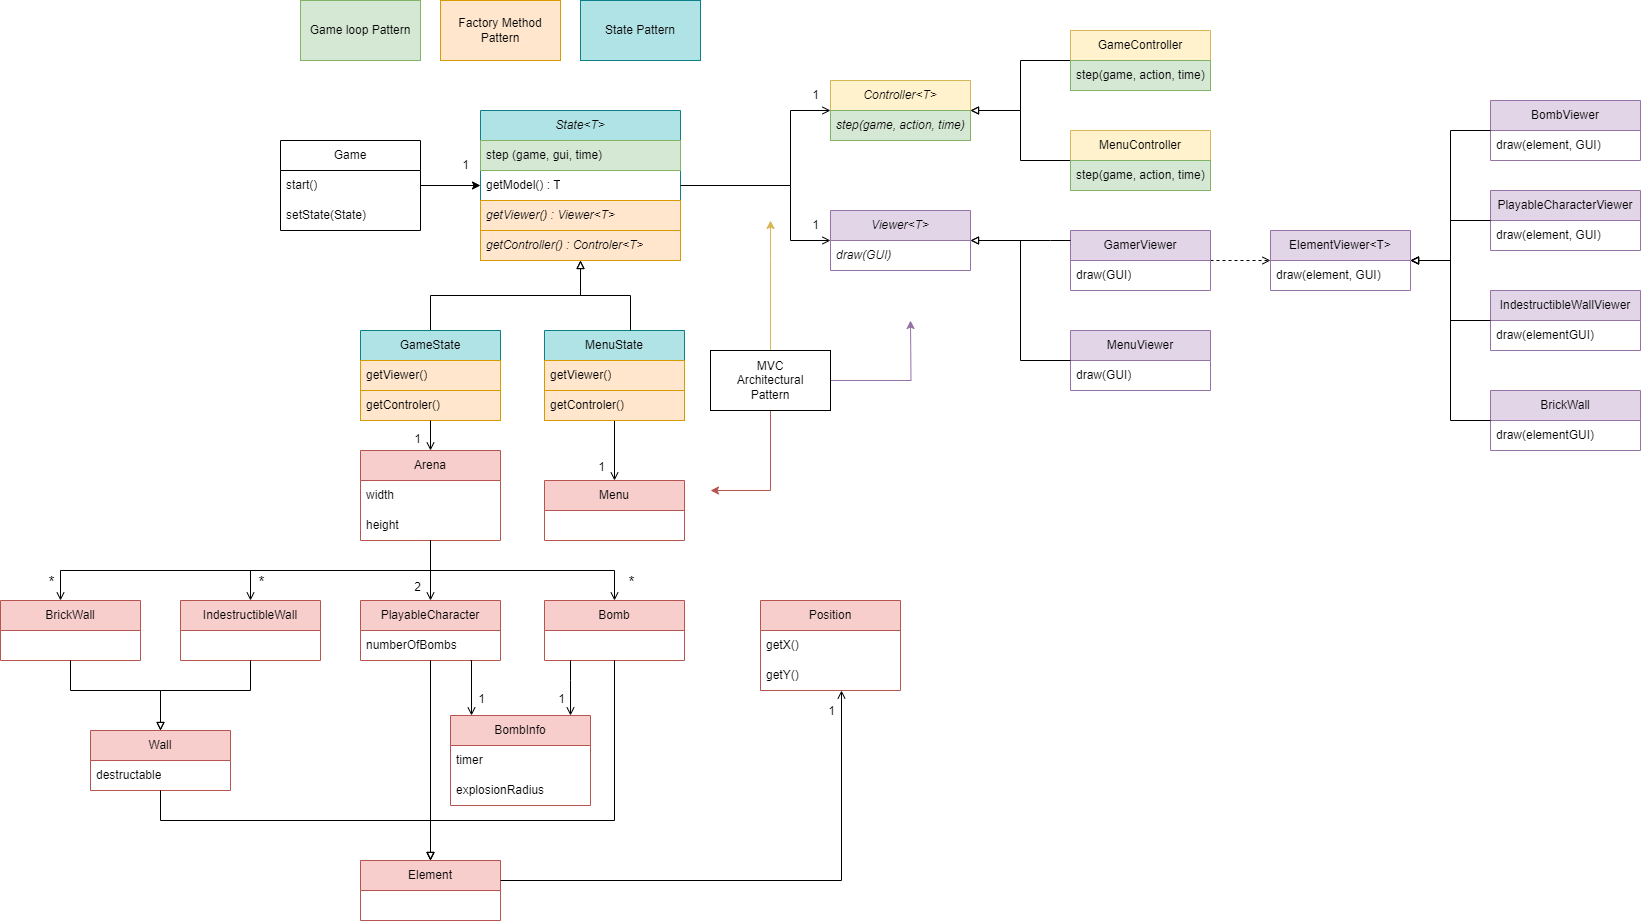 Game loop Pattern
Factory Method
Pattern
State Pattern
Game
start()
setState(State)
1
State<T>
step (game, gui, time)
getModel() : T
getViewer() : Viewer<T>
getController() : Controler<T>
1
Controller<T>
step(game, action, time)
GameController
step(game, action, time)
MenuController
step(game, action, time)
1
Viewer<T>
draw(GUI)
GamerViewer
draw(GUI)
MenuViewer
draw(GUI)
ElementViewer<T>
draw(element, GUI)
BombViewer
draw(element, GUI)
PlayableCharacterViewer
draw(element, GUI)
IndestructibleWallViewer
draw(elementGUI)
BrickWall
draw(elementGUI)
GameState
getViewer()
getControler()
MenuState
getViewer()
getControler()
MVC
Architectural
Pattern
1
Arena
width
height
1
Menu
*
*
2
*
BrickWall
IndestructibleWall
PlayableCharacter
numberOfBombs
Bomb
Position
getX()
getY()
1
1
1
BombInfo
timer
explosionRadius
Wall
destructable
Element